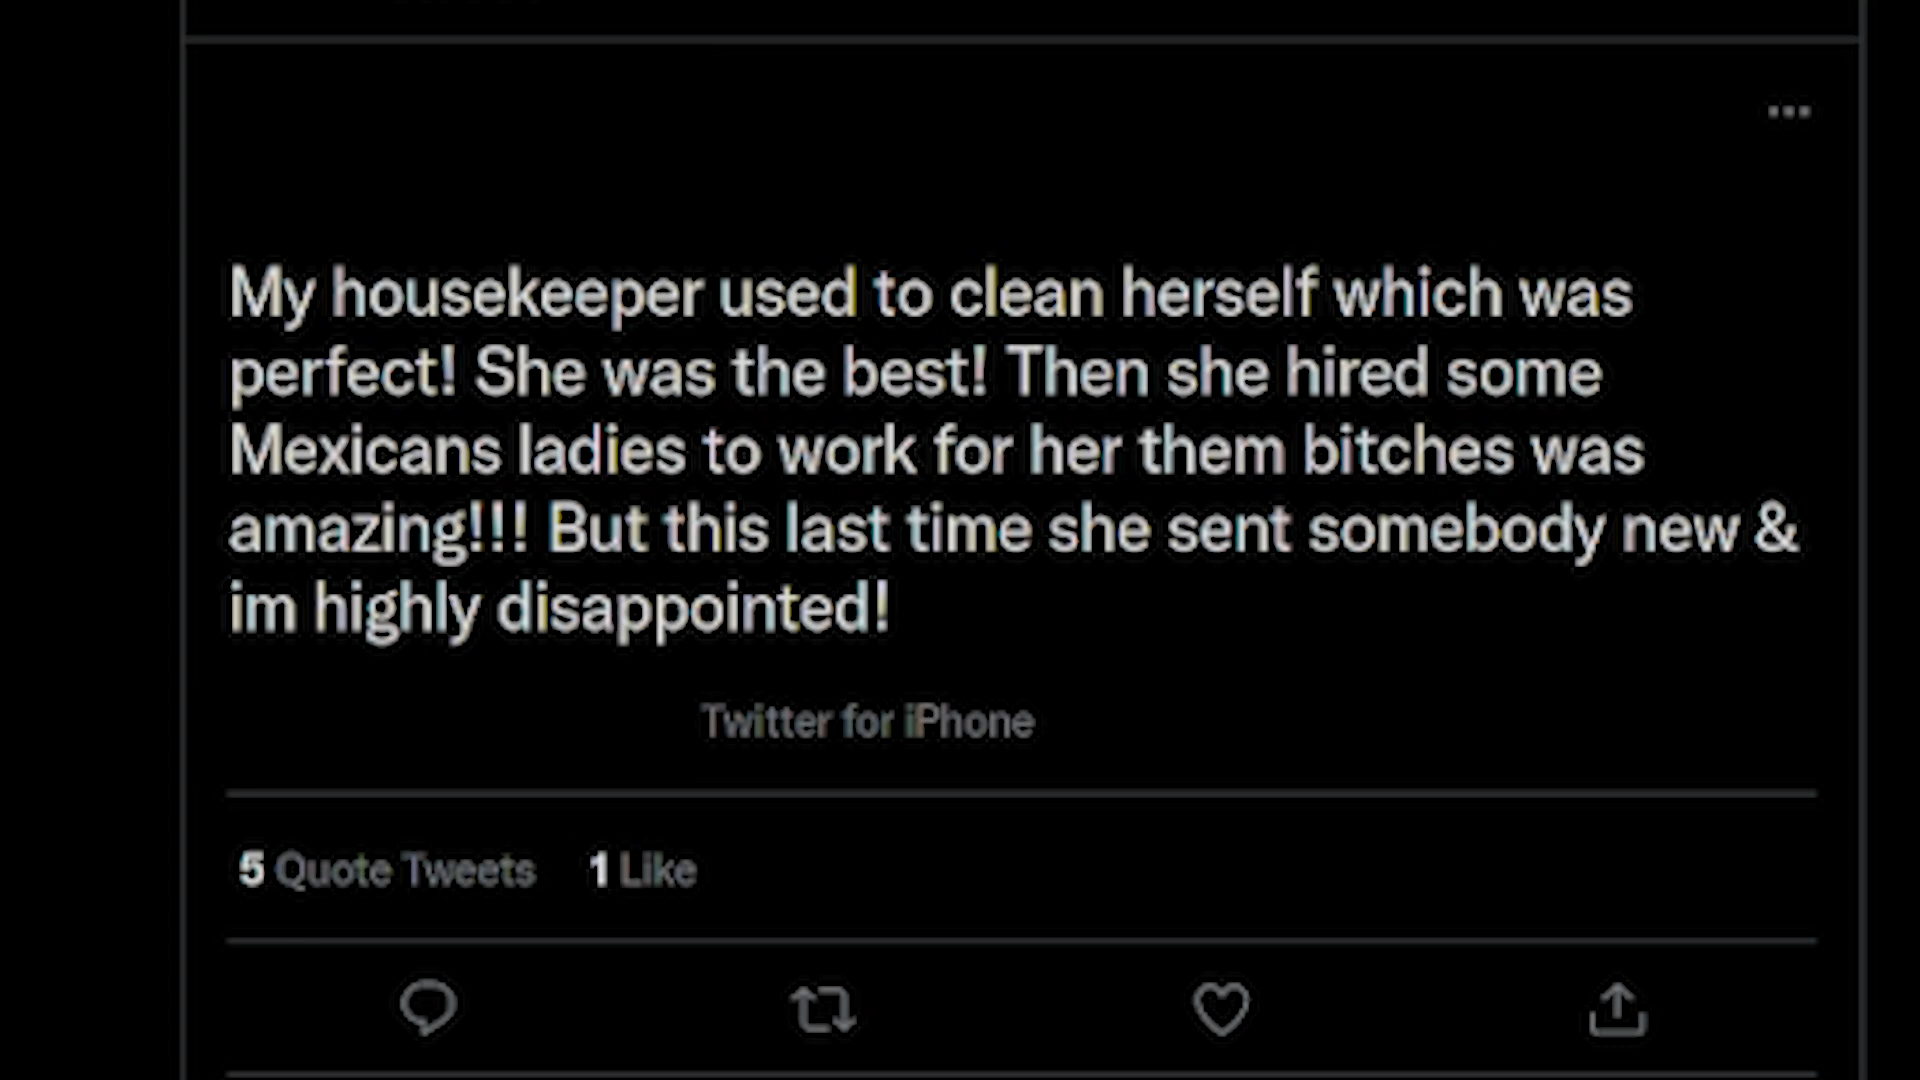 My housekeeper used to clean herself which was
perfect! She was the best! Then she hired some
Mexicans ladies to work for her them bitches was
amazing!!! But this last time she sent somebody new &
im highly disappointed!
Twitter for iPhone
5 Quote Tweets 1 Like